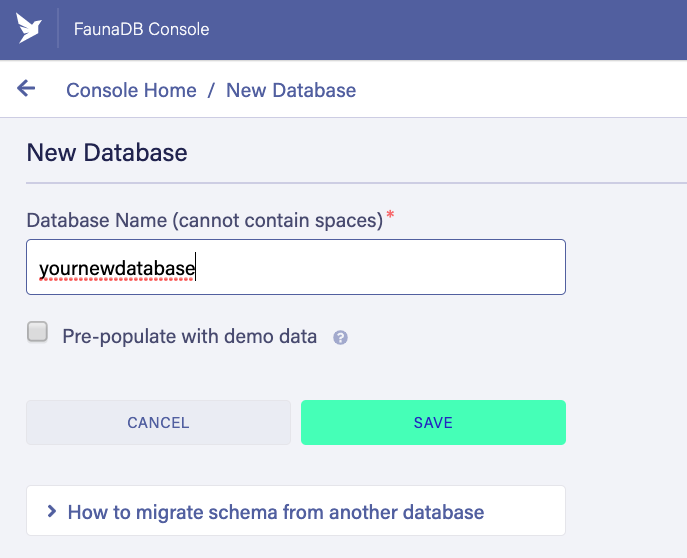 FaunaDB Console
Console Home / New Database
New Database
Database Name (cannot contain spaces)*
yournewdatabase
Pre-populate with demo data ?
CANCEL SAVE
How to migrate schema from another database